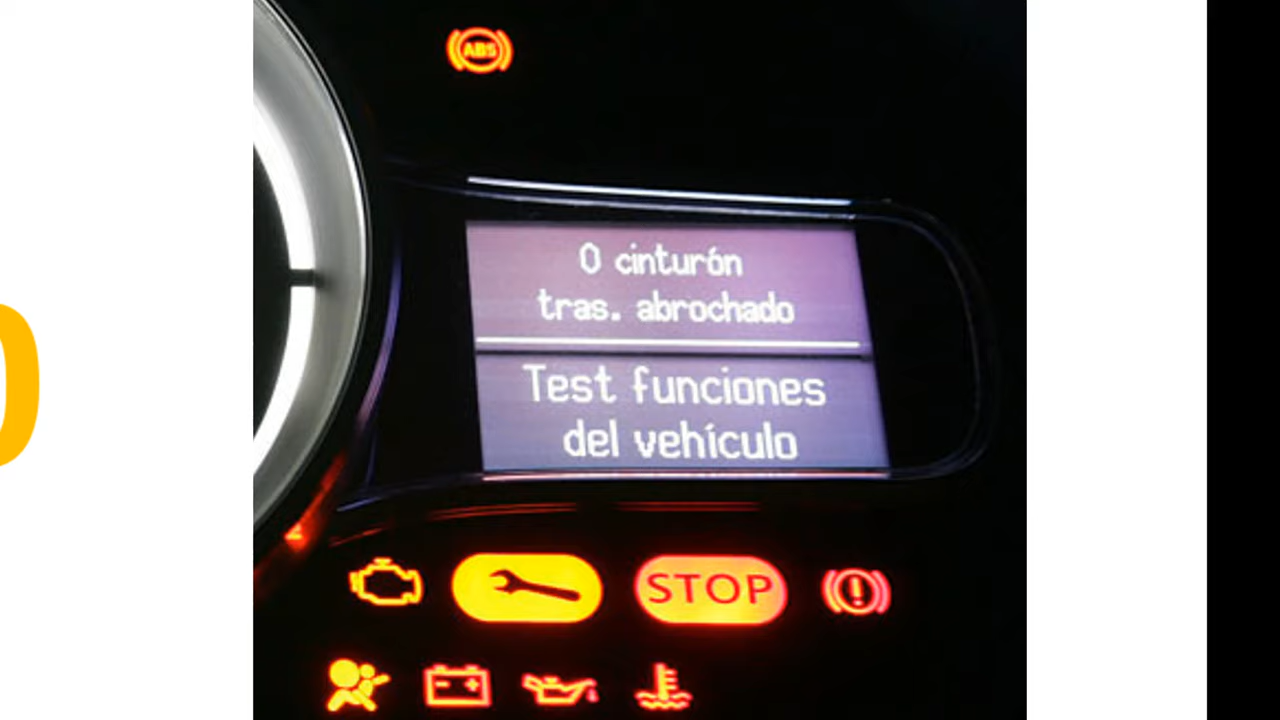 ABS
0 cinturón
tras. abrochado
Test funciones
del vehículo
STOP